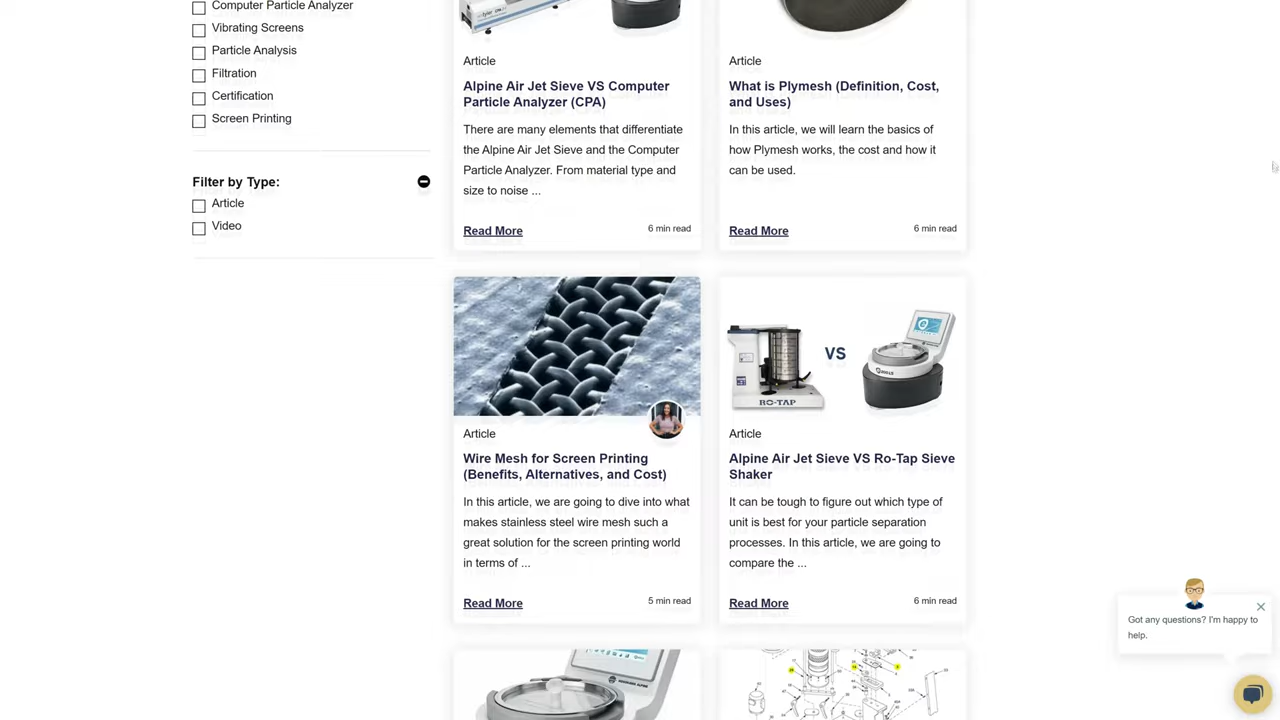 Computer Particle Analyzer
Vibrating Screens
Particle Analysis
Filtration
Certification
Screen Printing
Filter by Type:
Article
Video
Article
Alpine Air Jet Sieve VS Computer
Particle Analyzer (CPA)
There are many elements that differentiate
the Alpine Air Jet Sieve and the Computer
Particle Analyzer. From material type and
size to noise ...
Read More
6 min read
Article
What is Plymesh (Definition, Cost,
and Uses)
In this article, we will learn the basics of
how Plymesh works, the cost and how it
can be used.
Read More
6 min read
Article
Wire Mesh for Screen Printing
(Benefits, Alternatives, and Cost)
In this article, we are going to dive into what
makes stainless steel wire mesh such a
great solution for the screen printing world
in terms of ...
Read More
5 min read
VS
RO-TAP
Article
Alpine Air Jet Sieve VS Ro-Tap Sieve
Shaker
It can be tough to figure out which type of
unit is best for your particle separation
processes. In this article, we are going to
compare the ...
Read More
6 min read
Got any questions? I'm happy to
help.